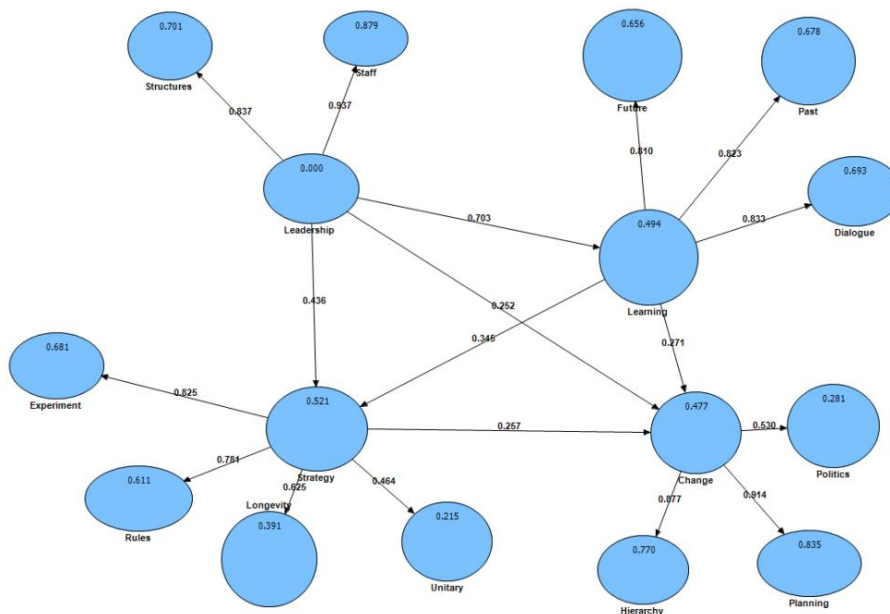 0.701
Structures
0.879
Staff
0.656
Future
0.678
Past
0.837
0.937
0.810
0.823
0.693
Dialogue
0.833
0.000
Leadership
0.703
0.494
Learning
0.436
0.252
0.345
0.271
0.681
Experiment
0.825
0.521
Strategy
0.257
0.477
Change
0.530
0.281
Politics
0.781
0.625
0.464
0.877
0.914
0.611
Rules
Longevity
0.391
0.215
Unitary
0.770
Hierarchy
0.835
Planning